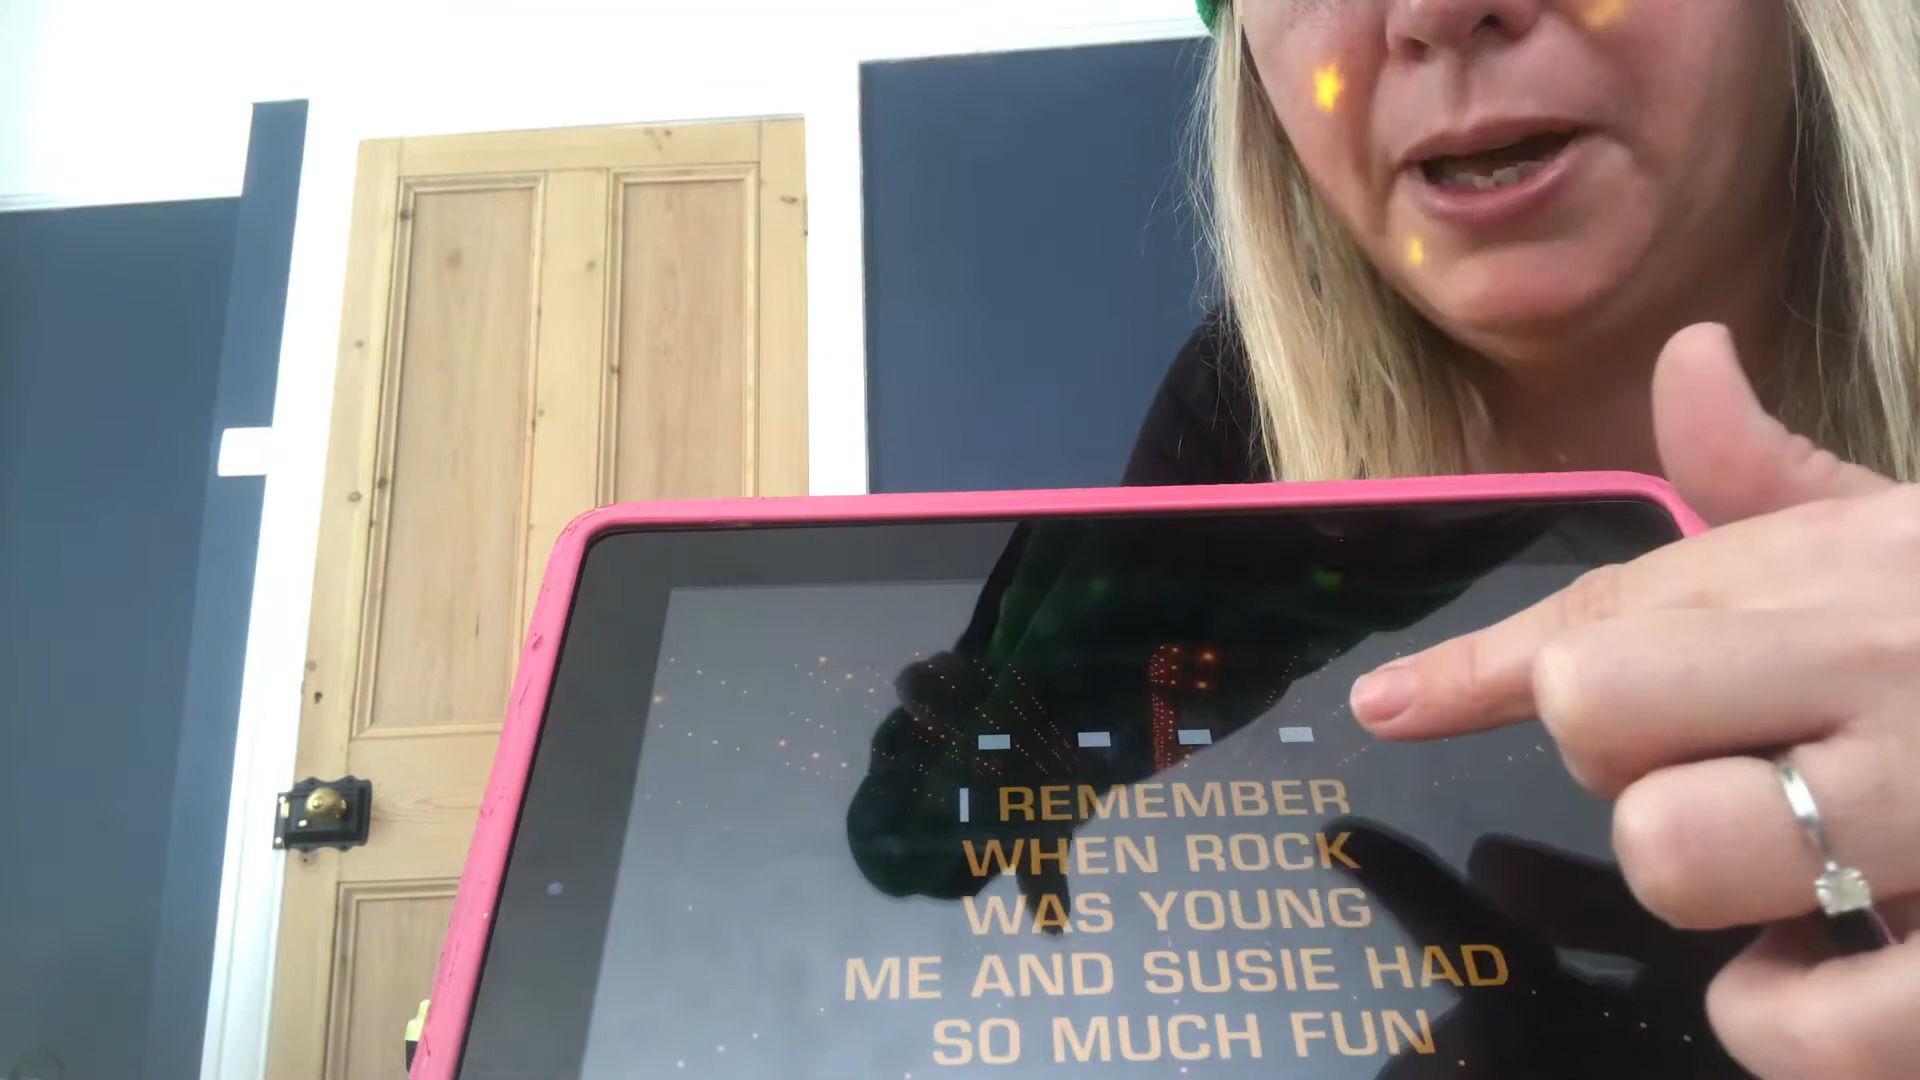 I REMEMBER
WHEN ROCK
WAS YOUNG
ME AND SUSIE HAD
SO MUCH FUN